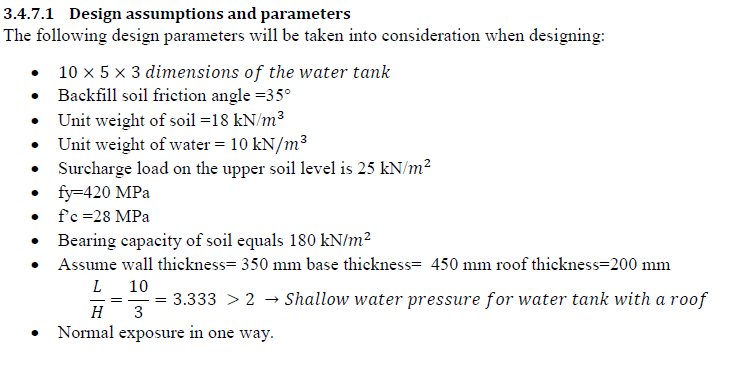 3.4.7.1 Design assumptions and parameters
The following design parameters will be taken into consideration when designing:
• 10 × 5 × 3 dimensions of the water tank
• Backfill soil friction angle =35°
• Unit weight of soil =18 kN/m³
• Unit weight of water = 10 kN/m³
• Surcharge load on the upper soil level is 25 kN/m²
• fy=420 MPa
• f'c =28 MPa
• Bearing capacity of soil equals 180 kN/m²
• Assume wall thickness= 350 mm base thickness= 450 mm roof thickness=200 mm
L/H = 10/3 = 3.333 > 2 → Shallow water pressure for water tank with a roof
• Normal exposure in one way.